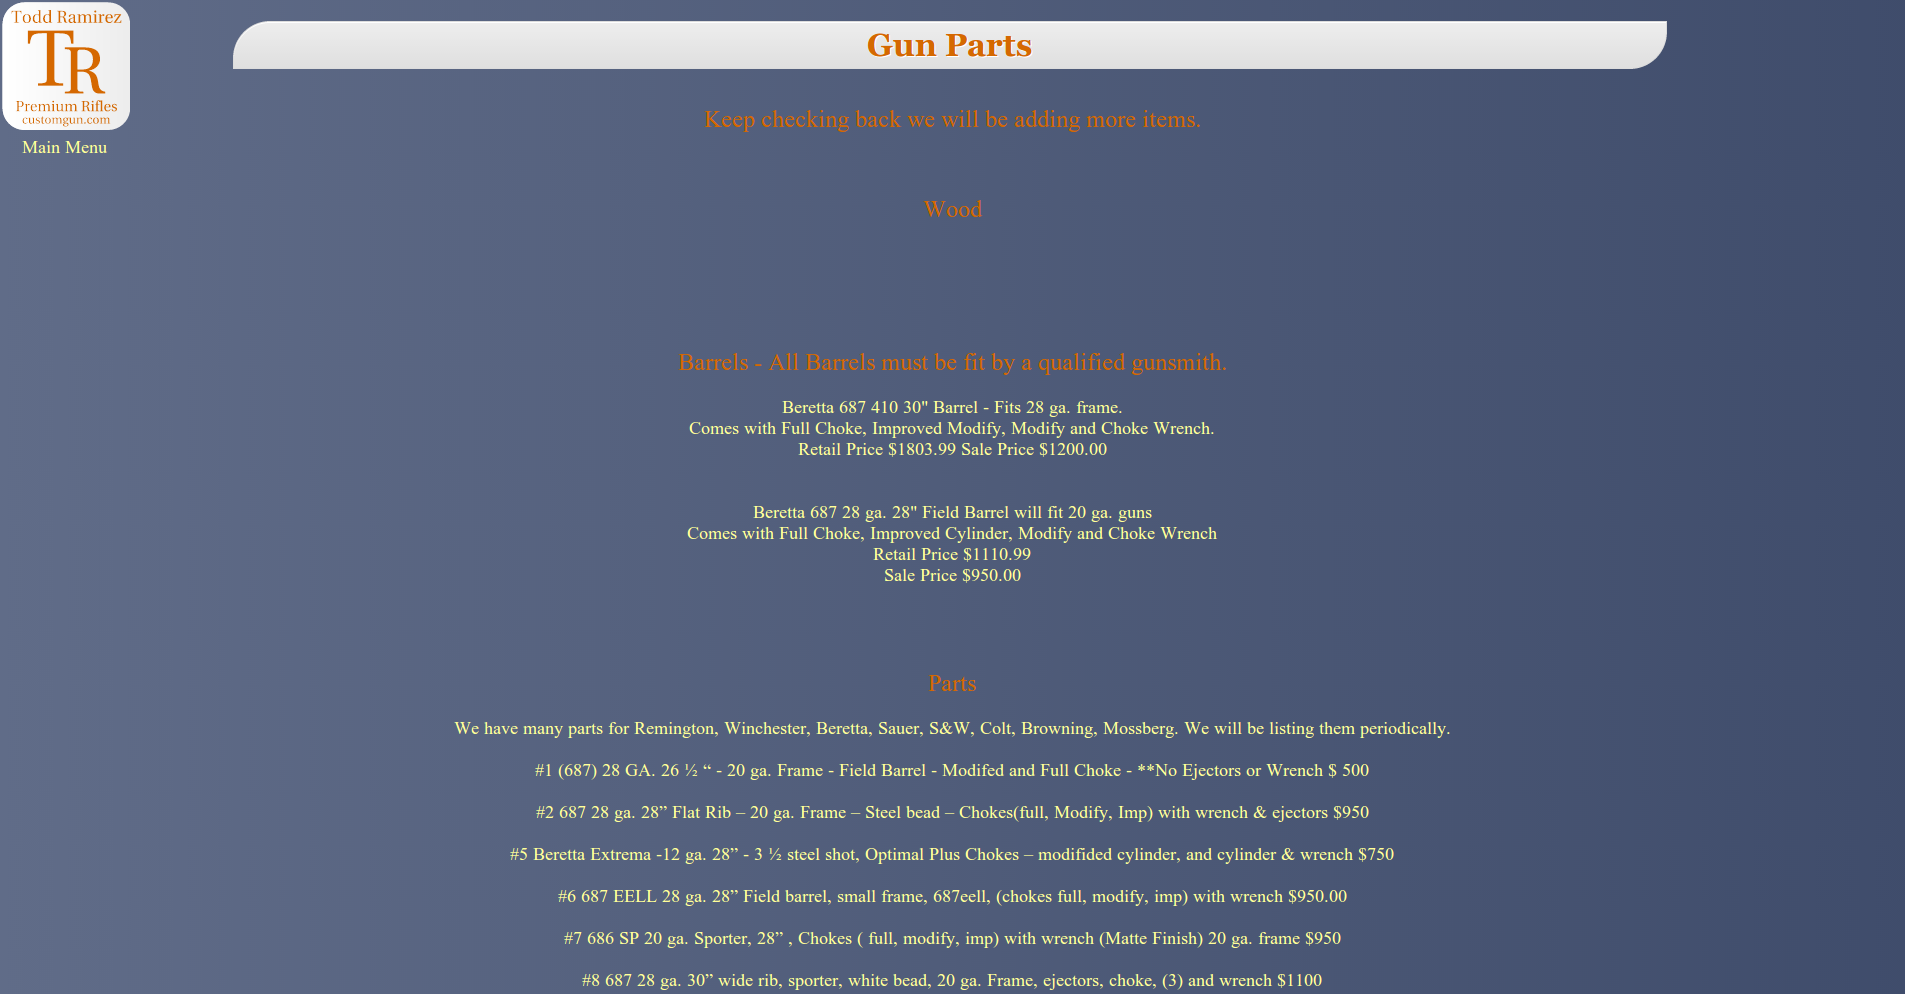 Todd Ramirez
TR
Premium Rifles
customgun.com
Main Menu
Gun Parts
Keep checking back we will be adding more items.
Wood
Barrels - All Barrels must be fit by a qualified gunsmith.
Beretta 687 410 30" Barrel - Fits 28 ga. frame.
Comes with Full Choke, Improved Modify, Modify and Choke Wrench.
Retail Price $1803.99 Sale Price $1200.00
Beretta 687 28 ga. 28" Field Barrel will fit 20 ga. guns
Comes with Full Choke, Improved Cylinder, Modify and Choke Wrench
Retail Price $1110.99
Sale Price $950.00
Parts
We have many parts for Remington, Winchester, Beretta, Sauer, S&W, Colt, Browning, Mossberg. We will be listing them periodically.
#1 (687) 28 GA. 26 ½ “ - 20 ga. Frame - Field Barrel - Modifed and Full Choke - **No Ejectors or Wrench $ 500
#2 687 28 ga. 28” Flat Rib – 20 ga. Frame – Steel bead – Chokes(full, Modify, Imp) with wrench & ejectors $950
#5 Beretta Extrema -12 ga. 28” - 3 ½ steel shot, Optimal Plus Chokes – modifided cylinder, and cylinder & wrench $750
#6 687 EELL 28 ga. 28” Field barrel, small frame, 687eell, (chokes full, modify, imp) with wrench $950.00
#7 686 SP 20 ga. Sporter, 28” , Chokes ( full, modify, imp) with wrench (Matte Finish) 20 ga. frame $950
#8 687 28 ga. 30” wide rib, sporter, white bead, 20 ga. Frame, ejectors, choke, (3) and wrench $1100